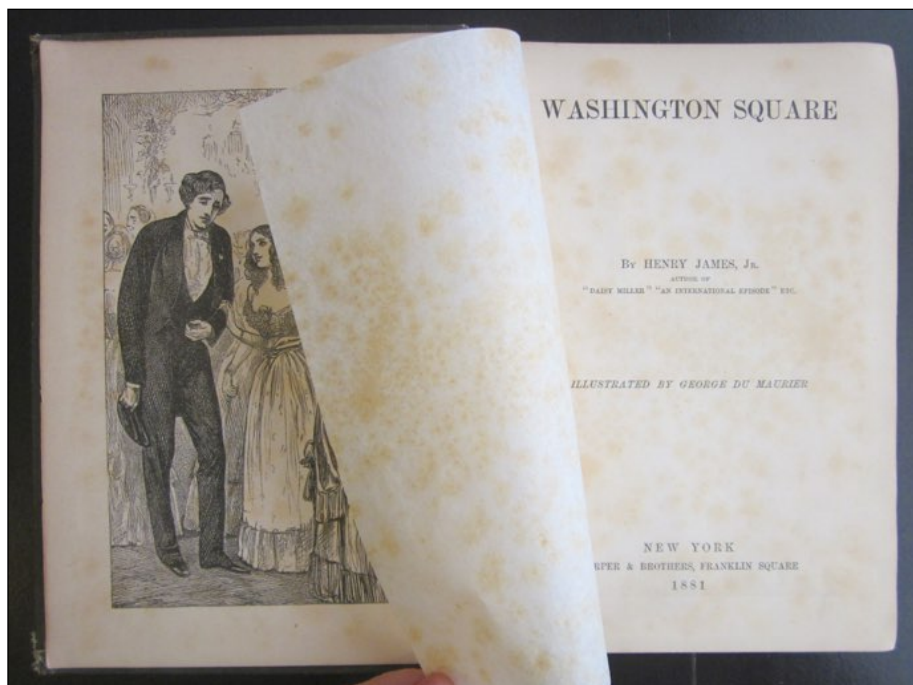 WASHINGTON SQUARE
BY HENRY JAMES, JR.
AUTHOR OF
"DAISY MILLER" "AN INTERNATIONAL EPISODE" ETC.
ILLUSTRATED BY GEORGE DU MAURIER
NEW YORK
RPER & BROTHERS, FRANKLIN SQUARE
1881